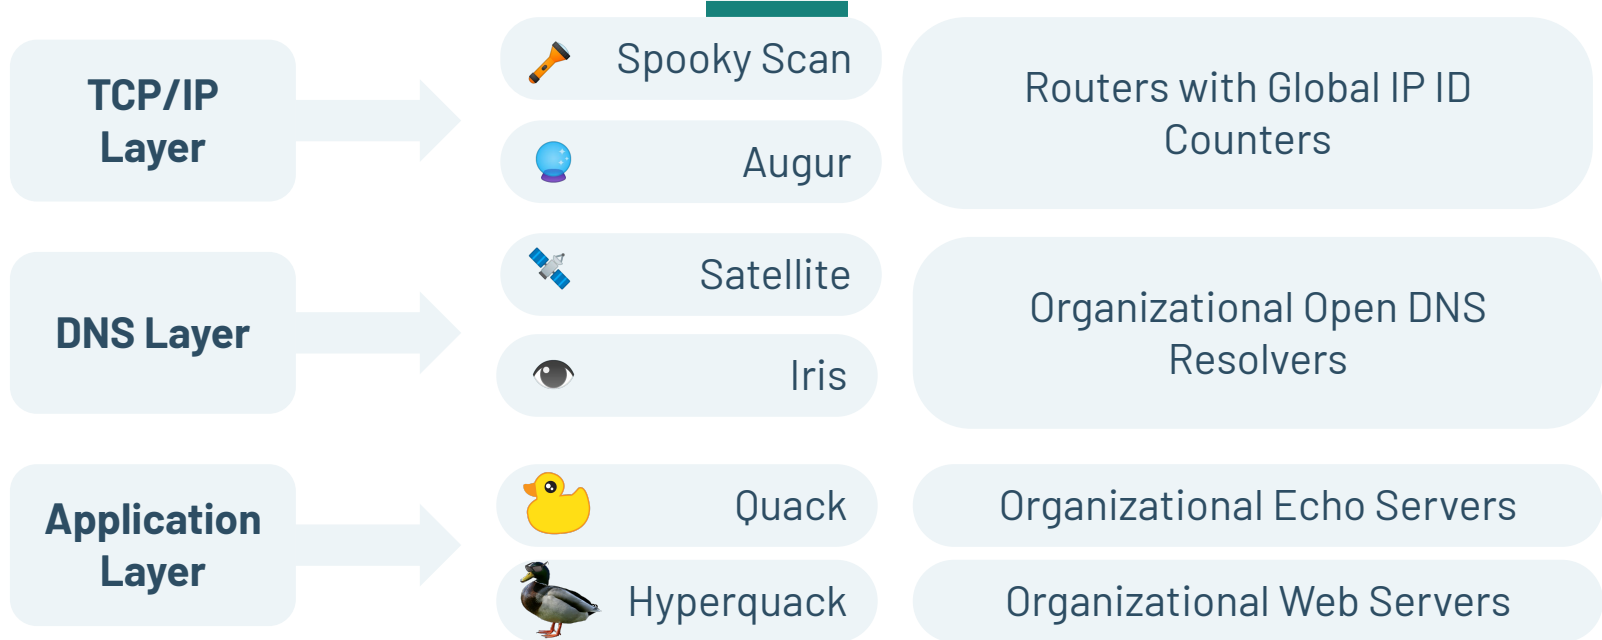 TCP/IP
Layer
Spooky Scan
Augur
Routers with Global IP ID
Counters
DNS Layer
Satellite
Iris
Organizational Open DNS
Resolvers
Application
Layer
Quack
Organizational Echo Servers
Hyperquack
Organizational Web Servers